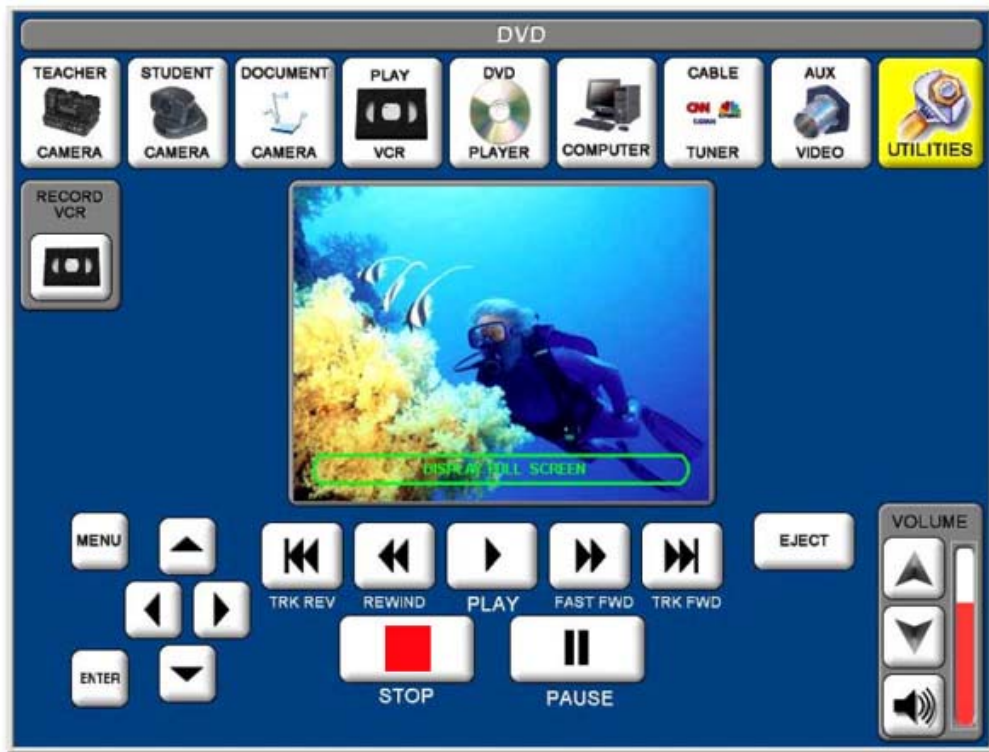 DVD
TEACHER
CAMERA
STUDENT
CAMERA
DOCUMENT
CAMERA
PLAY
VCR
DVD
PLAYER
COMPUTER
CABLE
CNN
TUNER
AUX
VIDEO
UTILITIES
RECORD
VCR
DISPLAY FULL SCREEN
MENU
ENTER
TRK REV
REWIND
PLAY
FAST FWD
TRK FWD
EJECT
STOP
PAUSE
VOLUME